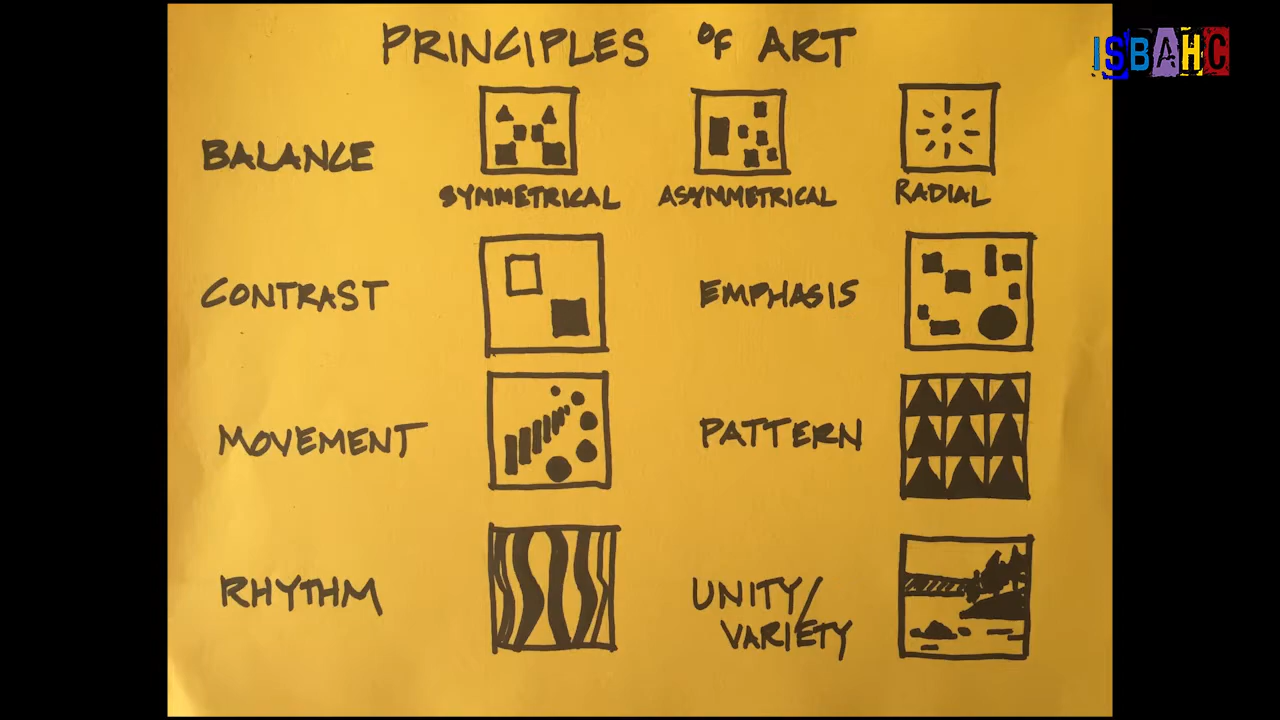 PRINCIPLES OF ART
ISBAHC
BALANCE
SYMMETRICAL ASYMMETRICAL RADIAL
CONTRAST EMPHASIS
MOVEMENT PATTERN
RHYTHM UNITY/
VARIETY